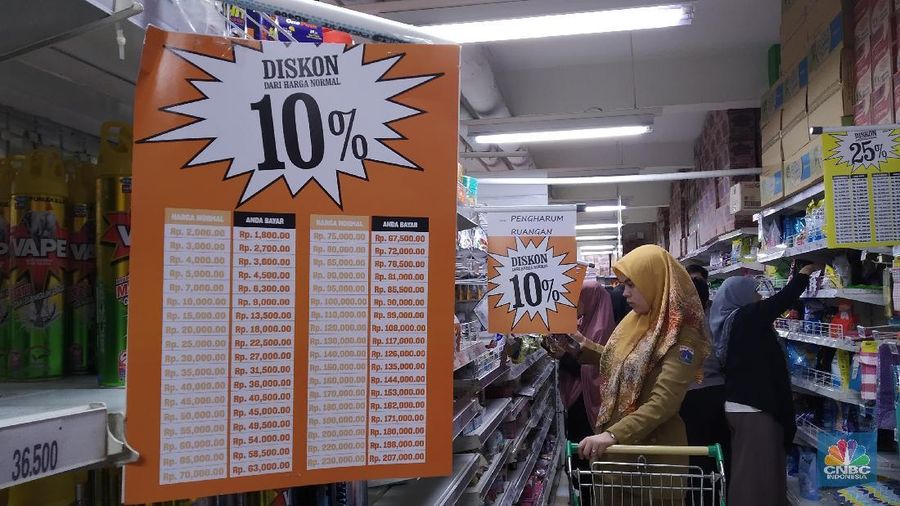 DISKON
DARI HARGA NORMAL
10%
HARGA NORMAL ANDA BAYAR HARGA NORMAL ANDA BAYAR
Rp. 2,000.00 Rp. 1,800.00 Rp. 75,000.00 Rp. 67,500.00
Rp. 3,000.00 Rp. 2,700.00 Rp. 80,000.00 Rp. 72,000.00
Rp. 4,000.00 Rp. 3,600.00 Rp. 85,000.00 Rp. 76,500.00
Rp. 5,000.00 Rp. 4,500.00 Rp. 90,000.00 Rp. 81,000.00
Rp. 7,000.00 Rp. 6,300.00 Rp. 95,000.00 Rp. 85,500.00
Rp. 10,000.00 Rp. 9,000.00 Rp. 100,000.00 Rp. 90,000.00
Rp. 15,000.00 Rp. 13,500.00 Rp. 110,000.00 Rp. 99,000.00
Rp. 20,000.00 Rp. 18,000.00 Rp. 120,000.00 Rp. 108,000.00
Rp. 25,000.00 Rp. 22,500.00 Rp. 130,000.00 Rp. 117,000.00
Rp. 30,000.00 Rp. 27,000.00 Rp. 140,000.00 Rp. 126,000.00
Rp. 35,000.00 Rp. 31,500.00 Rp. 150,000.00 Rp. 135,000.00
Rp. 40,000.00 Rp. 36,000.00 Rp. 160,000.00 Rp. 144,000.00
Rp. 45,000.00 Rp. 40,500.00 Rp. 170,000.00 Rp. 153,000.00
Rp. 50,000.00 Rp. 45,000.00 Rp. 180,000.00 Rp. 162,000.00
Rp. 55,000.00 Rp. 49,500.00 Rp. 190,000.00 Rp. 171,000.00
Rp. 60,000.00 Rp. 54,000.00 Rp. 200,000.00 Rp. 180,000.00
Rp. 65,000.00 Rp. 58,500.00 Rp. 220,000.00 Rp. 198,000.00
Rp. 70,000.00 Rp. 63,000.00 Rp. 230,000.00 Rp. 207,000.00
VAPE
36.500
PENGHARUM
RUANGAN
DISKON
DARI HARGA NORMAL
10%
DISKON
25%
CNBC
INDONESIA